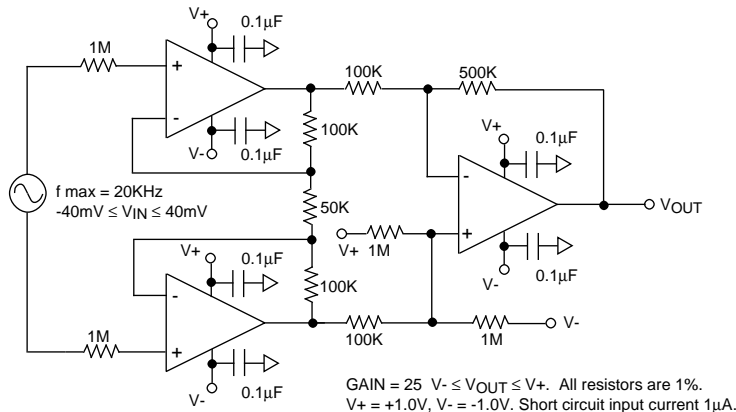 V+
0.1µF
1M
+
-
100K
500K
V-
0.1µF
100K
V+
0.1µF
-
+
VOUT
f max = 20KHz
-40mV ≤ VIN ≤ 40mV
50K
V+
1M
V+
0.1µF
0.1µF
V-
-
+
100K
1M
100K
1M
V-
V-
0.1µF
GAIN = 25 V- ≤ VOUT ≤ V+. All resistors are 1%.
V+ = +1.0V, V- = -1.0V. Short circuit input current 1µA.